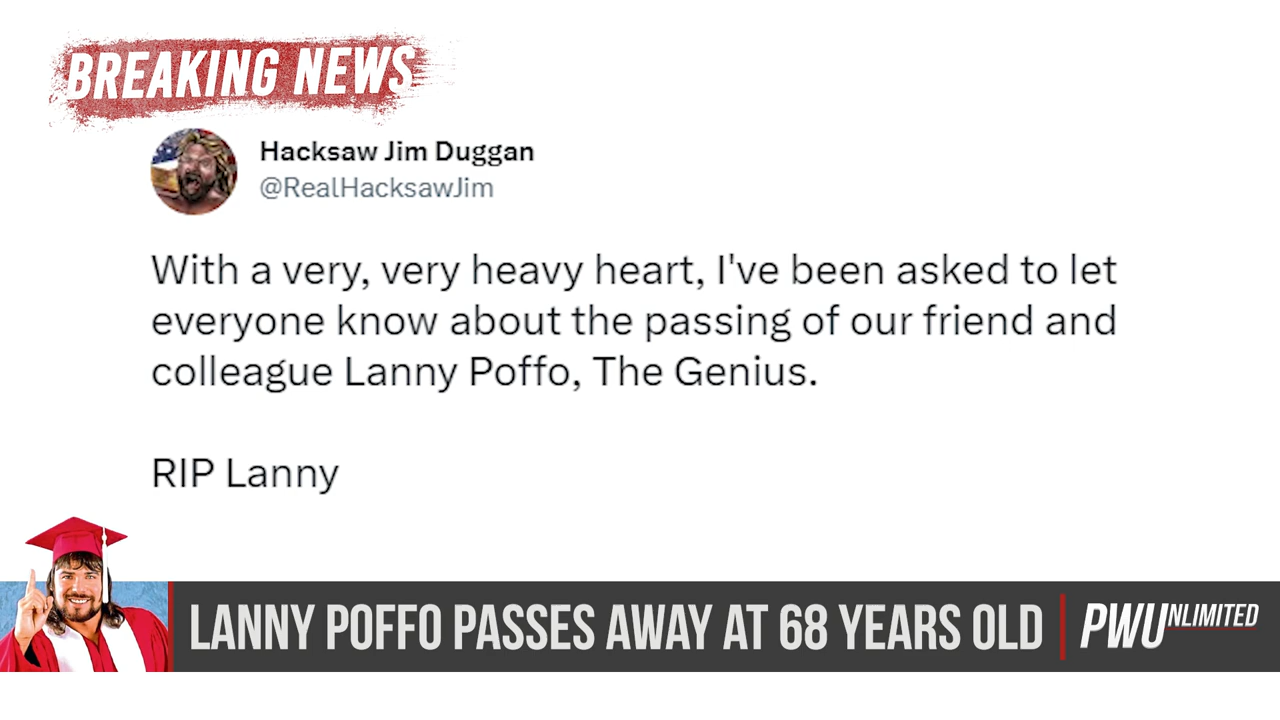 BREAKING NEWS
Hacksaw Jim Duggan
@RealHacksawJim
With a very, very heavy heart, I've been asked to let
everyone know about the passing of our friend and
colleague Lanny Poffo, The Genius.
RIP Lanny
LANNY POFFO PASSES AWAY AT 68 YEARS OLD
PWUNLIMITED